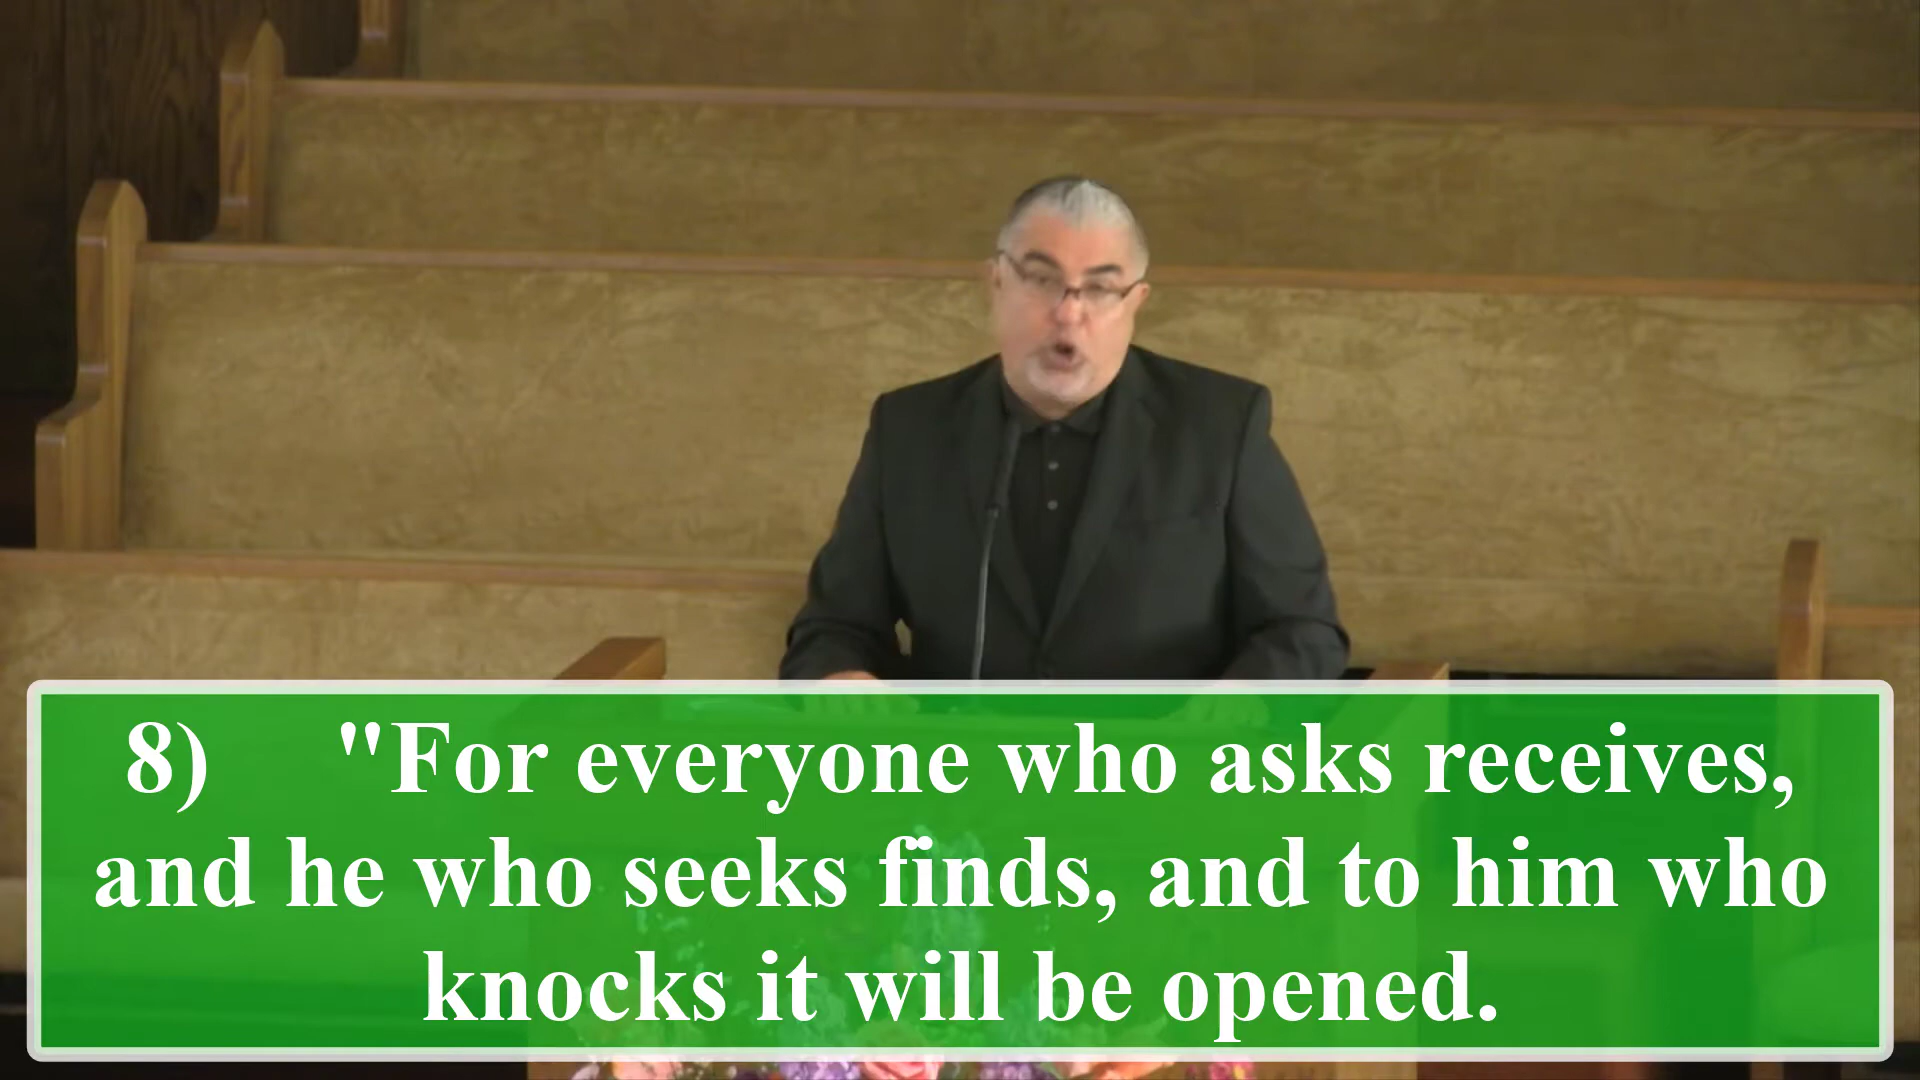 8) "For everyone who asks receives,
and he who seeks finds, and to him who
knocks it will be opened.